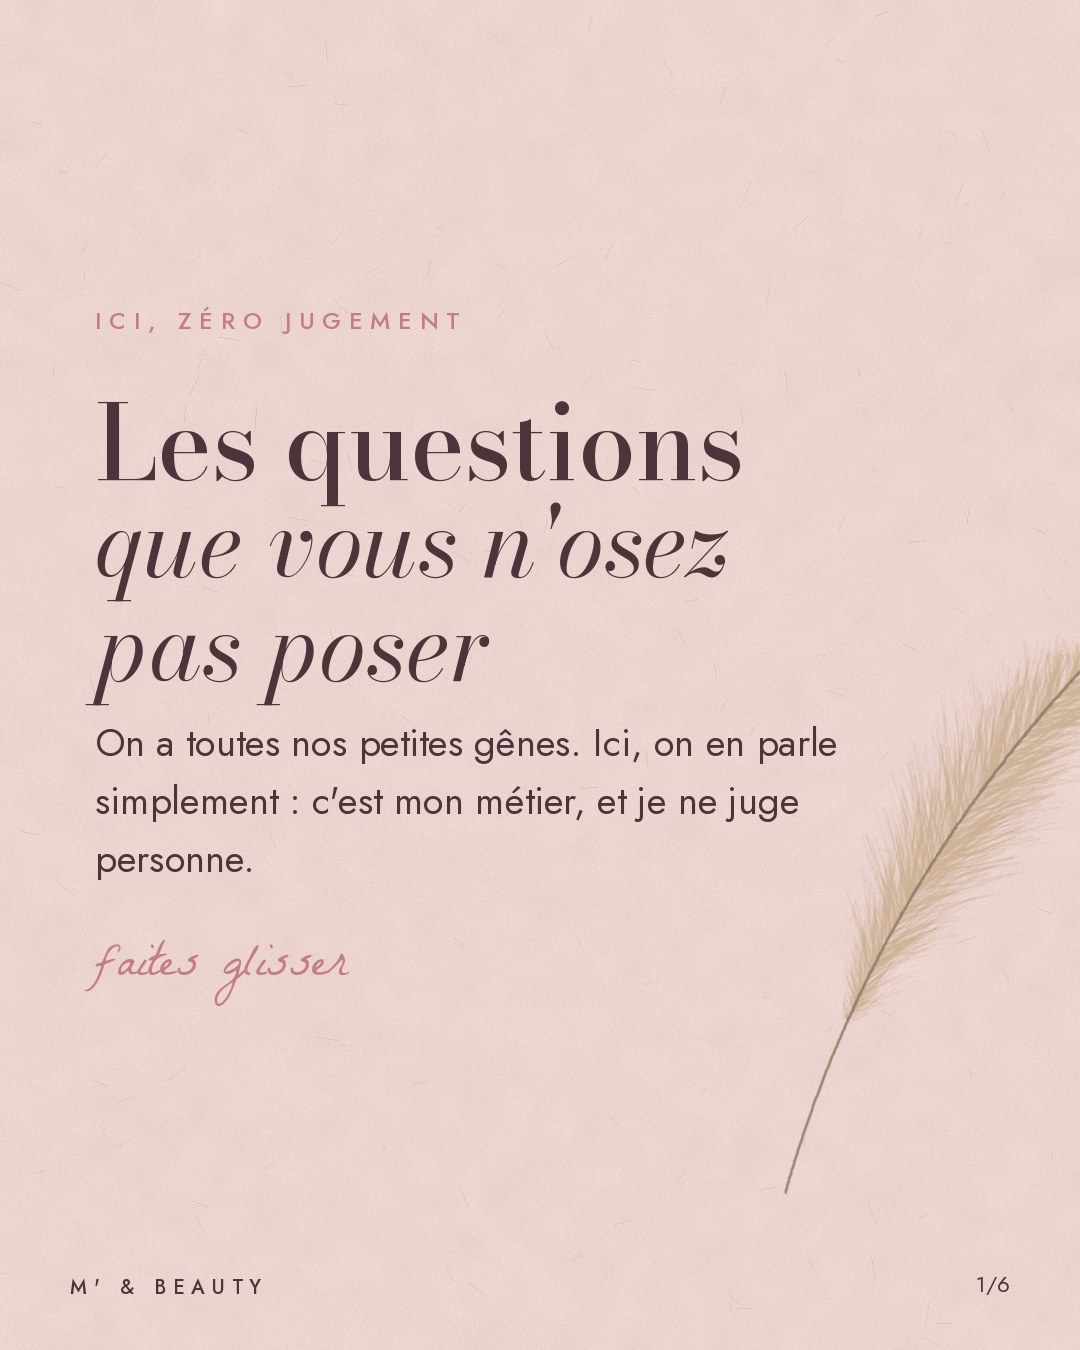 ICI, ZÉRO JUGEMENT
Les questions
que vous n'osez
pas poser
On a toutes nos petites gênes. Ici, on en parle
simplement : c'est mon métier, et je ne juge
personne.
faites glisser
M' & BEAUTY
1/6